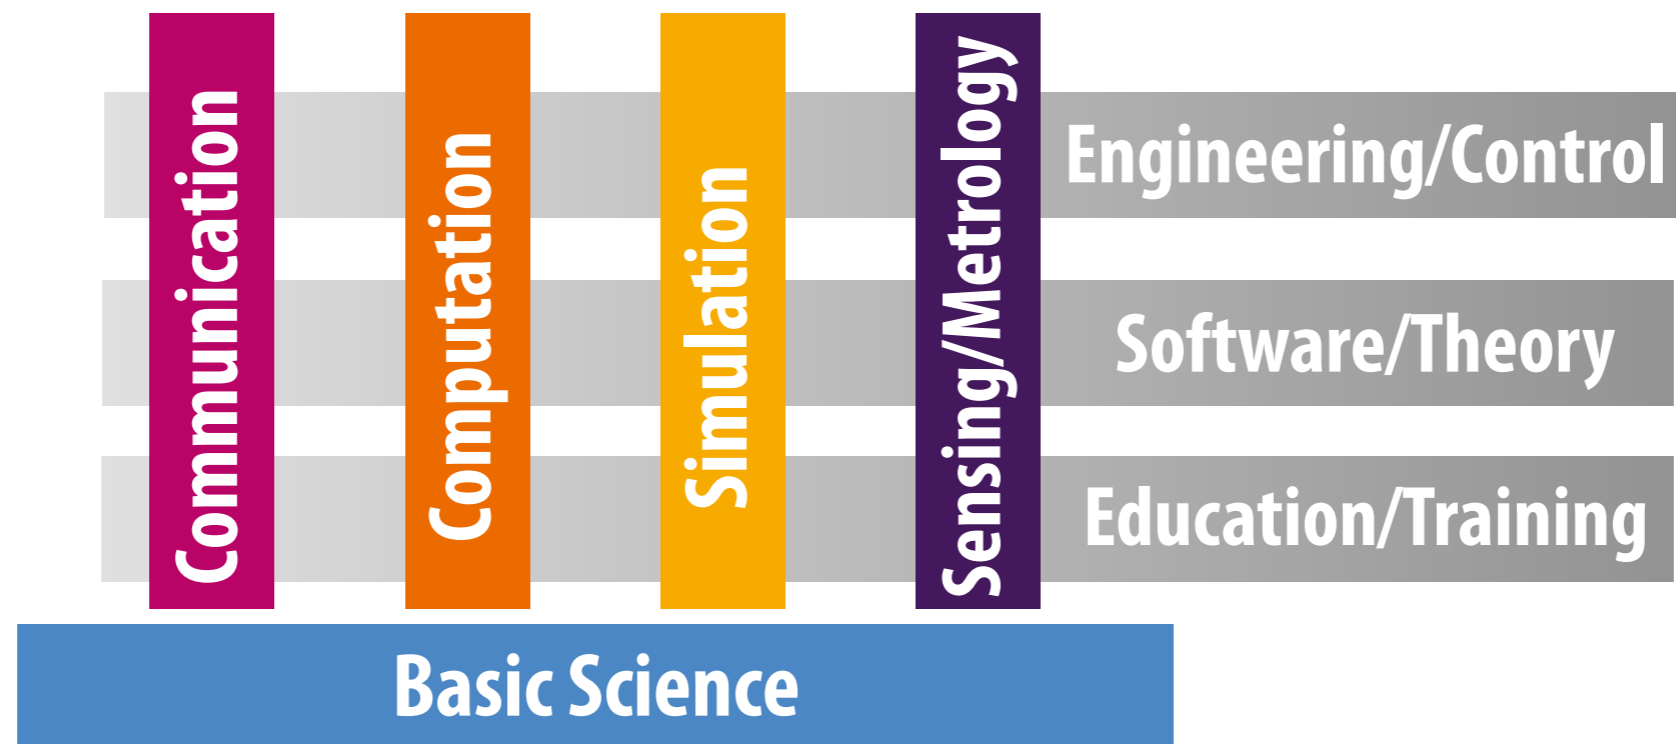 Communication
Computation
Simulation
Sensing/Metrology
Engineering/Control
Software/Theory
Education/Training
Basic Science